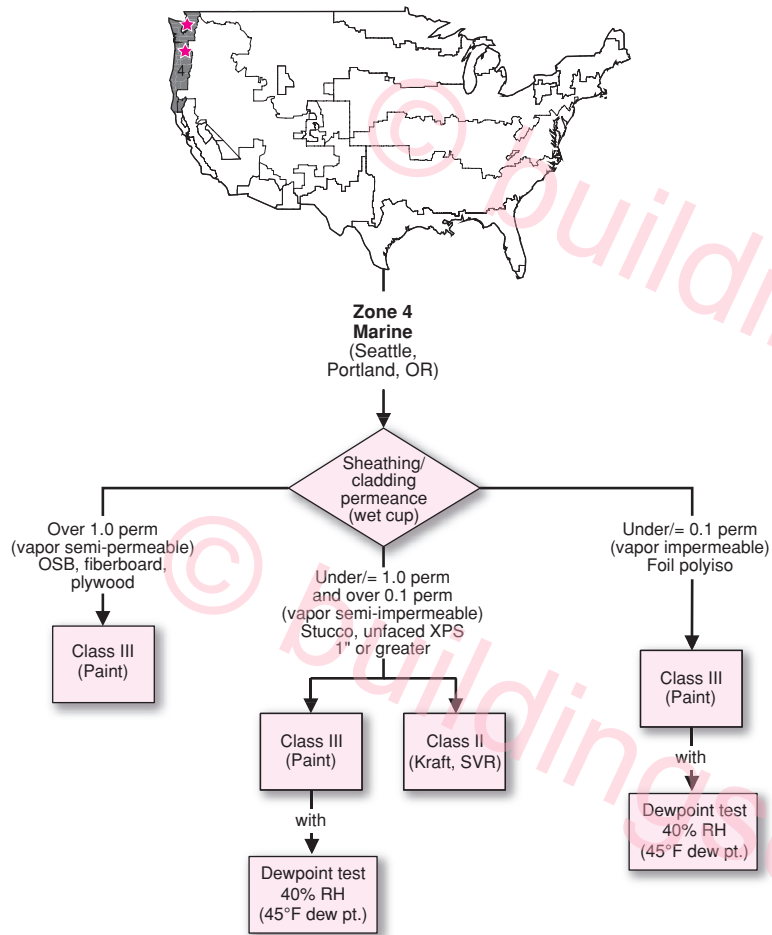 4
Zone 4
Marine
(Seattle,
Portland, OR)
Sheathing/
cladding
permeance
(wet cup)
Over 1.0 perm
(vapor semi-permeable)
OSB, fiberboard,
plywood
Class III
(Paint)
Under/= 1.0 perm
and over 0.1 perm
(vapor semi-impermeable)
Stucco, unfaced XPS
1" or greater
Class III
(Paint)
with
Dewpoint test
40% RH
(45°F dew pt.)
Class II
(Kraft, SVR)
Under/= 0.1 perm
(vapor impermeable)
Foil polyiso
Class III
(Paint)
with
Dewpoint test
40% RH
(45°F dew pt.)
© buildin
© buildings